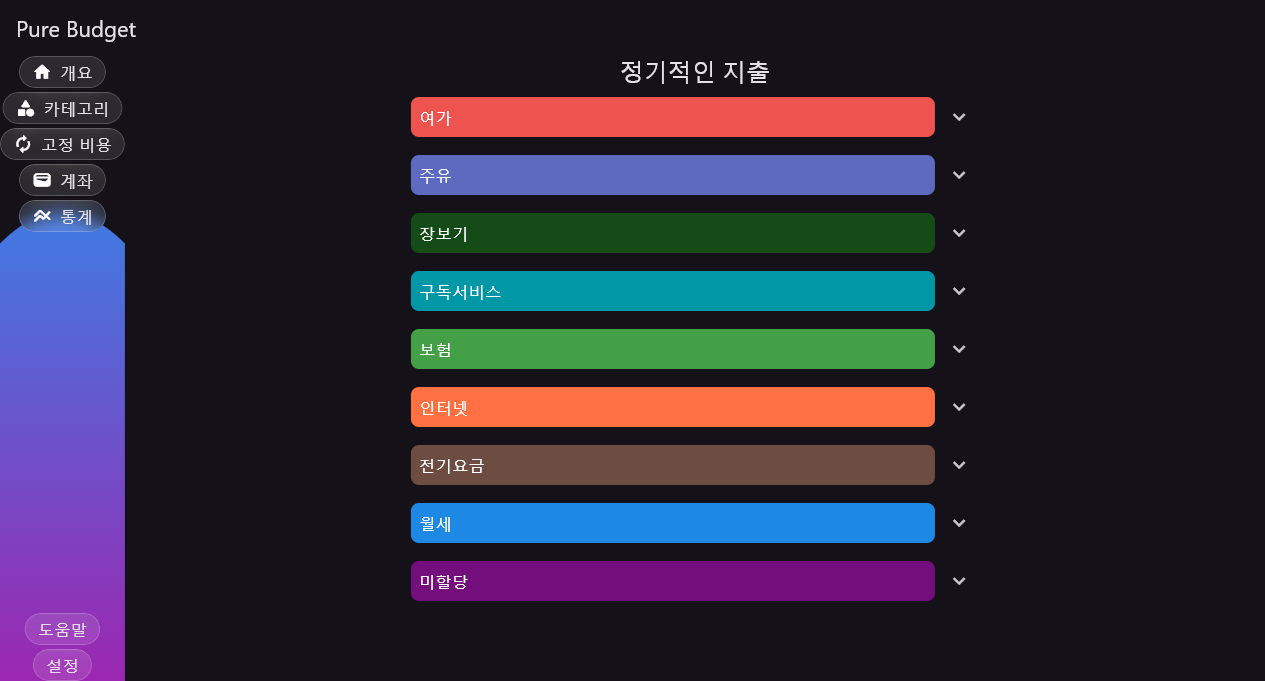 Pure Budget
개요
카테고리
고정 비용
계좌
통계
도움말
설정
정기적인 지출
여가
주유
장보기
구독서비스
보험
인터넷
전기요금
월세
미할당